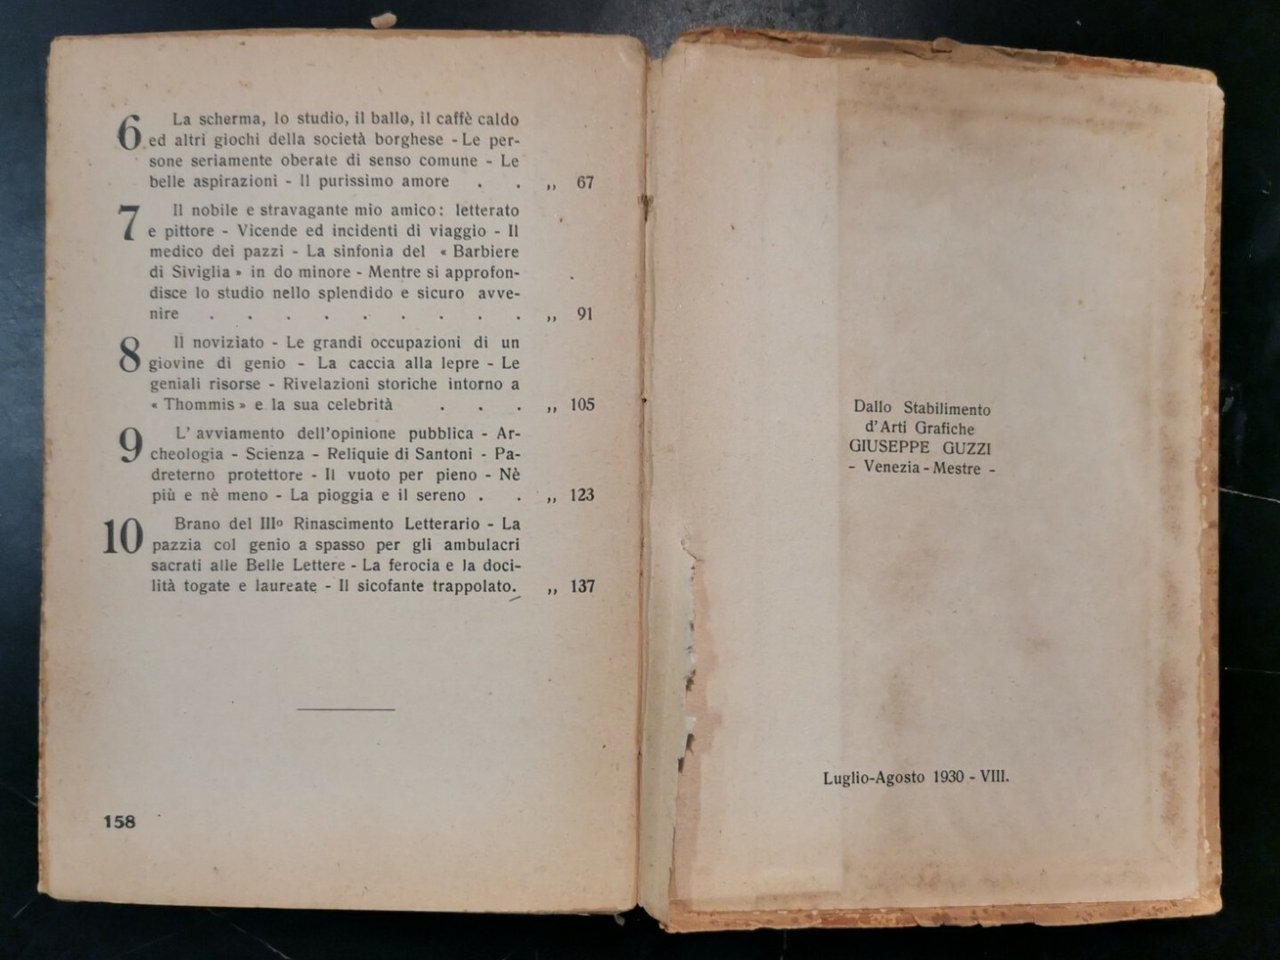 6 La scherma, lo studio, il ballo, il caffè caldo
ed altri giochi della società borghese - Le per-
sone seriamente oberate di senso comune - Le
belle aspirazioni - Il purissimo amore . . „ 67
7 Il nobile e stravagante mio amico: letterato
e pittore - Vicende ed incidenti di viaggio - Il
medico dei pazzi - La sinfonia del « Barbiere
di Siviglia » in do minore - Mentre si approfon-
disce lo studio nello splendido e sicuro avve-
nire . . . . . . . . . „ 91
8 Il noviziato - Le grandi occupazioni di un
giovine di genio - La caccia alla lepre - Le
geniali risorse - Rivelazioni storiche intorno a
« Thommis » e la sua celebrità . . . „ 105
9 L' avviamento dell'opinione pubblica - Ar-
cheologia - Scienza - Reliquie di Santoni - Pa-
dreterno protettore - Il vuoto per pieno - Nè
più e nè meno - La pioggia e il sereno . . „ 123
10 Brano del IIIº Rinascimento Letterario - La
pazzia col genio a spasso per gli ambulacri
sacrati alle Belle Lettere - La ferocia e la doci-
lità togate e laureate - Il sicofante trappolato. „ 137
158
Dallo Stabilimento
d'Arti Grafiche
GIUSEPPE GUZZI
- Venezia - Mestre -
Luglio-Agosto 1930 - VIII.